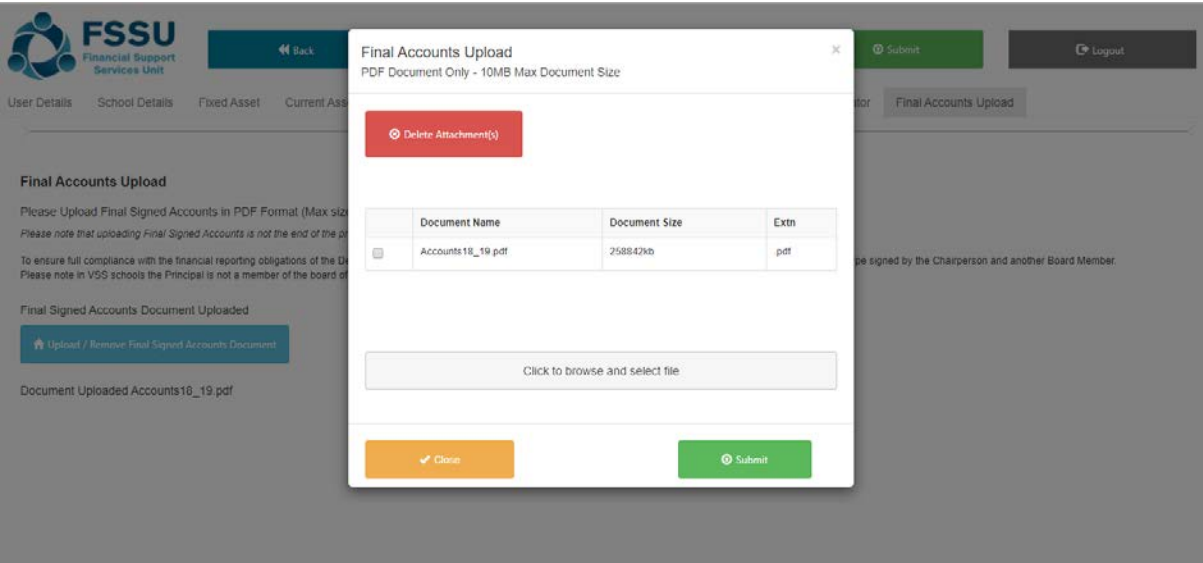 FSSU
Financial Support
Services Unit
Back
Submit
Logout
User Details School Details Fixed Asset Current Ass
tor Final Accounts Upload
Final Accounts Upload ×
PDF Document Only - 10MB Max Document Size
Delete Attachment(s)
Document Name Document Size Extn
Accounts18_19.pdf 258842kb .pdf
Click to browse and select file
Close
Submit
Final Accounts Upload
Please Upload Final Signed Accounts in PDF Format (Max size
Please note that uploading Final Signed Accounts is not the end of the pr
To ensure full compliance with the financial reporting obligations of the De
be signed by the Chairperson and another Board Member.
Please note in VSS schools the Principal is not a member of the board of
Final Signed Accounts Document Uploaded
Upload / Remove Final Signed Accounts Document
Document Uploaded Accounts18_19.pdf